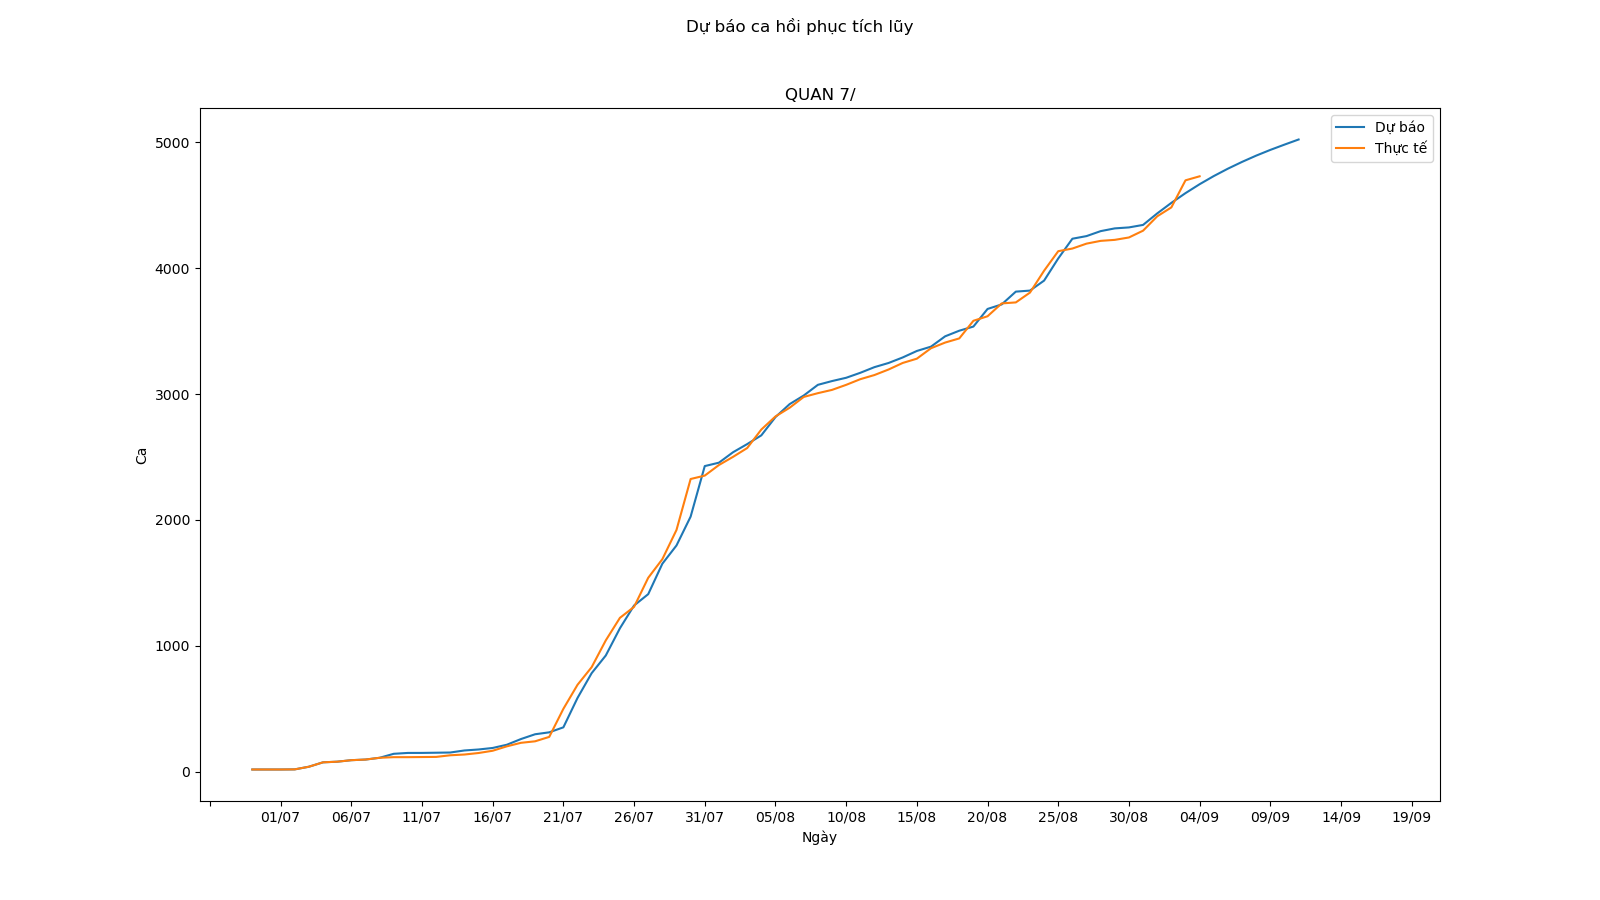 Dự báo ca hồi phục tích lũy
QUAN 7/
Dự báo
Thực tế
5000
4000
3000
2000
1000
0
Ca
01/07 06/07 11/07 16/07 21/07 26/07 31/07 05/08 10/08 15/08 20/08 25/08 30/08 04/09 09/09 14/09 19/09
Ngày